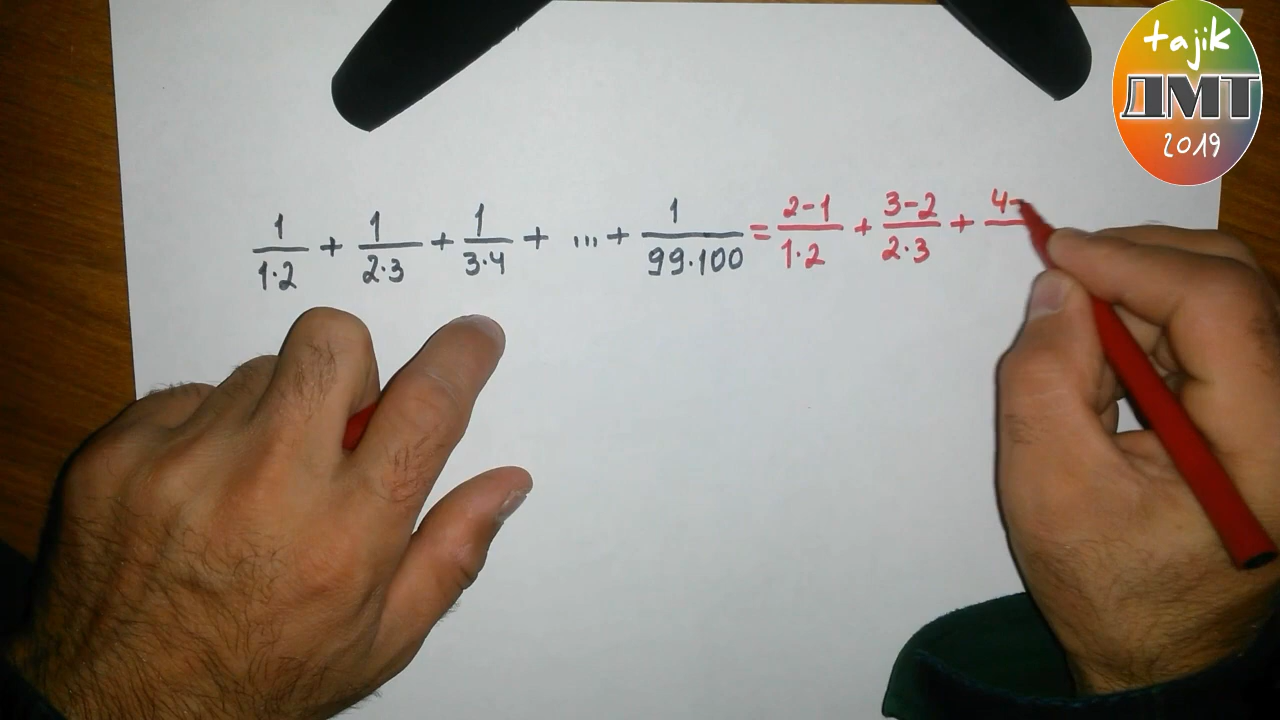 tajik
ДМТ
2019
1/1·2 + 1/2·3 + 1/3·4 + ... + 1/99·100 = 2-1/1·2 + 3-2/2·3 + 4-